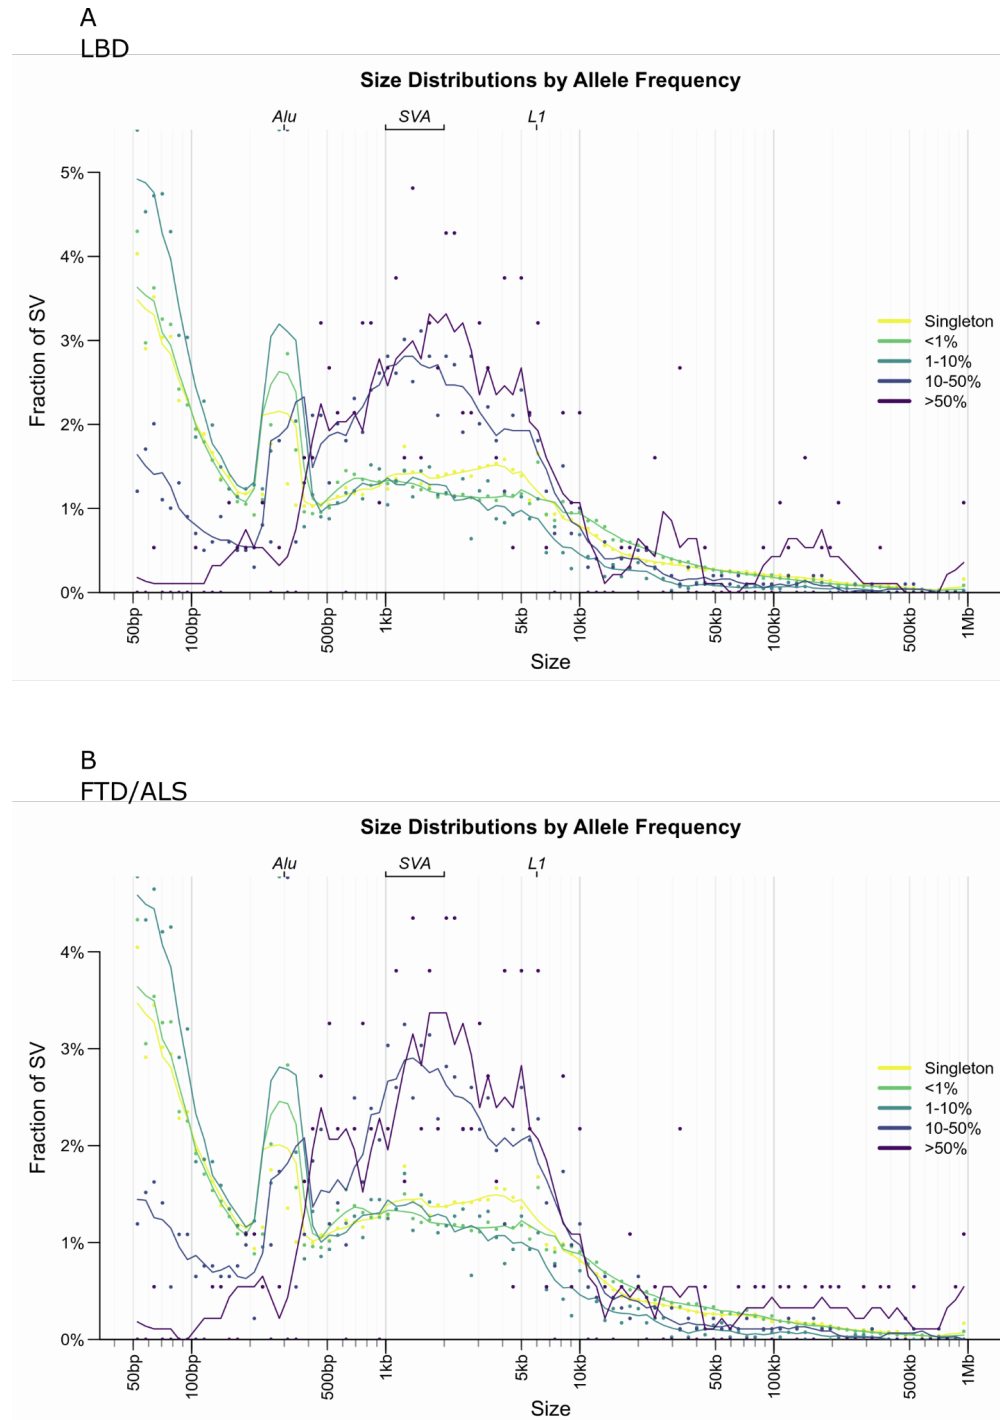 A
LBD
Size Distributions by Allele Frequency
Alu SVA L1
5%
4%
3%
2%
1%
0%
Fraction of SV
Singleton
<1%
1-10%
10-50%
>50%
50bp 100bp 500bp 1kb 5kb 10kb 50kb 100kb 500kb 1Mb
Size
B
FTD/ALS
Size Distributions by Allele Frequency
Alu SVA L1
4%
3%
2%
1%
0%
Fraction of SV
Singleton
<1%
1-10%
10-50%
>50%
50bp 100bp 500bp 1kb 5kb 10kb 50kb 100kb 500kb 1Mb
Size